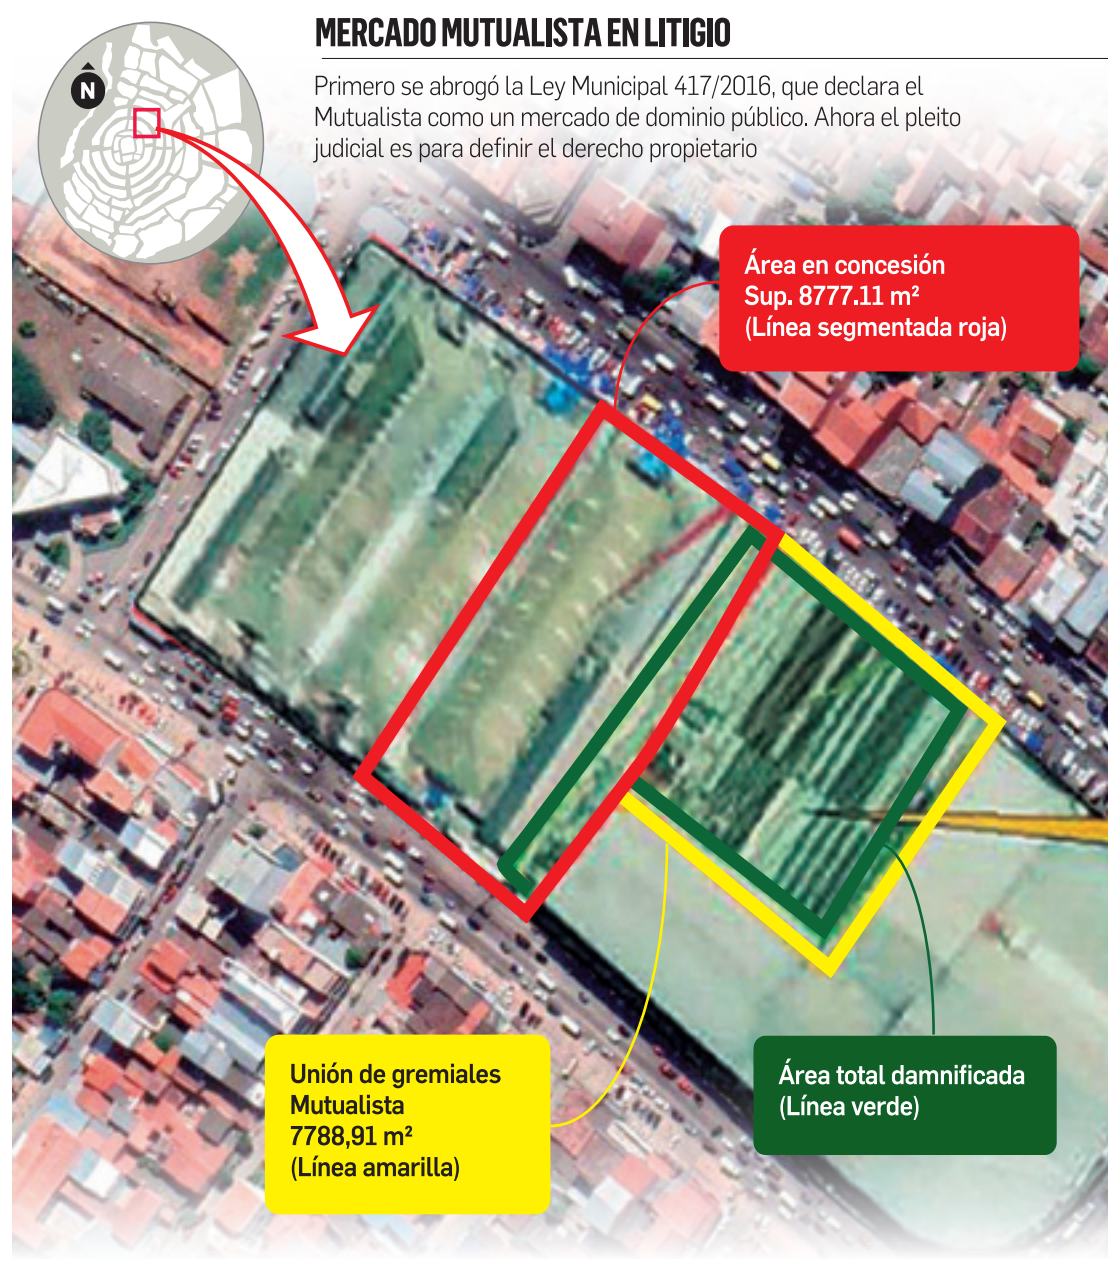 MERCADO MUTUALISTA EN LITIGIO
Primero se abrogó la Ley Municipal 417/2016, que declara el
Mutualista como un mercado de dominio público. Ahora el pleito
judicial es para definir el derecho propietario
N
Área en concesión
Sup. 8777.11 m²
(Línea segmentada roja)
Unión de gremiales
Mutualista
7788,91 m²
(Línea amarilla)
Área total damnificada
(Línea verde)